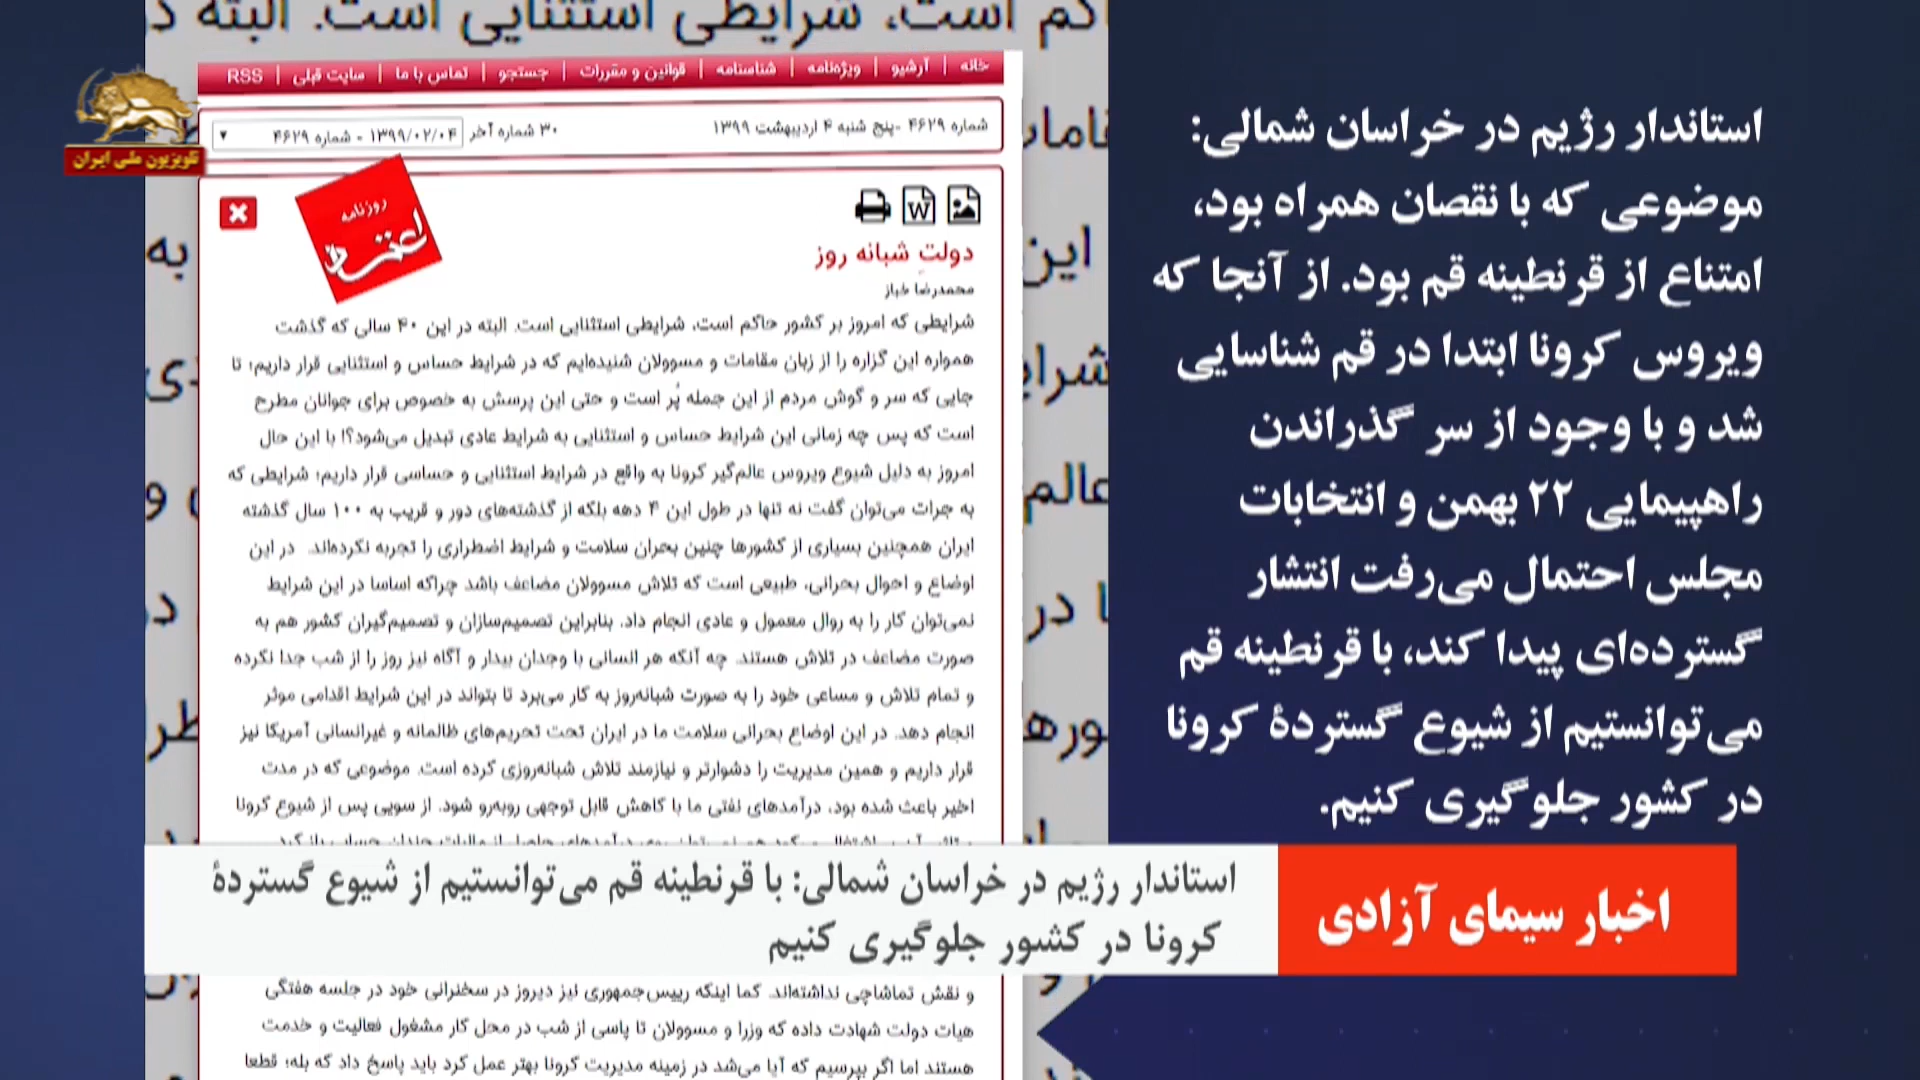 تلویزیون ملی ایران
خانه | آرشیو | ویژه‌نامه | شناسنامه | قوانین و مقررات | جستجو | تماس با ما | سایت قبلی | RSS
شماره ۴۶۲۹ -پنج شنبه ۴ اردیبهشت ۱۳۹۹
۳۰ شماره آخر
۱۳۹۹/۰۲/۰۴ - شماره ۴۶۲۹
روزنامه
اعتماد
دولتِ شبانه روز
محمدرضا خباز
شرایطی که امروز بر کشور حاکم است، شرایطی استثنایی است. البته در این ۴۰ سالی که گذشت
همواره این گزاره را از زبان مقامات و مسوولان شنیده‌ایم که در شرایط حساس و استثنایی قرار داریم؛ تا
جایی که سر و گوش مردم از این جمله پُر است و حتی این پرسش به خصوص برای جوانان مطرح
است که پس چه زمانی این شرایط حساس و استثنایی به شرایط عادی تبدیل می‌شود؟! با این حال
امروز به دلیل شیوع ویروس عالم‌گیر کرونا به واقع در شرایط استثنایی و حساسی قرار داریم؛ شرایطی که
به جرات می‌توان گفت نه تنها در طول این ۴ دهه بلکه از گذشته‌های دور و قریب به ۱۰۰ سال گذشته
ایران همچنین بسیاری از کشورها چنین بحران سلامت و شرایط اضطراری را تجربه نکرده‌اند. در این
اوضاع و احوال بحرانی، طبیعی است که تلاش مسوولان مضاعف باشد چراکه اساسا در این شرایط
نمی‌توان کار را به روال معمول و عادی انجام داد. بنابراین تصمیم‌سازان و تصمیم‌گیران کشور هم به
صورت مضاعف در تلاش هستند. چه آنکه هر انسانی با وجدان بیدار و آگاه نیز روز را از شب جدا نکرده
و تمام تلاش و مساعی خود را به صورت شبانه‌روز به کار می‌برد تا بتواند در این شرایط اقدامی موثر
انجام دهد. در این اوضاع بحرانی سلامت ما در ایران تحت تحریم‌های ظالمانه و غیرانسانی آمریکا نیز
قرار داریم و همین مدیریت را دشوارتر و نیازمند تلاش شبانه‌روزی کرده است. موضوعی که در مدت
اخیر باعث شده بود، درآمدهای نفتی ما با کاهش قابل توجهی روبه‌رو شود. از سویی پس از شیوع کرونا
و نقش تماشاچی نداشته‌اند. کما اینکه رییس‌جمهوری نیز دیروز در سخنرانی خود در جلسه هفتگی
هیات دولت شهادت داده که وزرا و مسوولان تا پاسی از شب در محل کار مشغول فعالیت و خدمت
هستند اما اگر بپرسیم که آیا می‌شد در زمینه مدیریت کرونا بهتر عمل کرد باید پاسخ داد که بله؛ قطعا
استاندار رژیم در خراسان شمالی:
موضوعی که با نقصان همراه بود،
امتناع از قرنطینه قم بود. از آنجا که
ویروس کرونا ابتدا در قم شناسایی
شد و با وجود از سر گذراندن
راهپیمایی ۲۲ بهمن و انتخابات
مجلس احتمال می‌رفت انتشار
گسترده‌ای پیدا کند، با قرنطینه قم
می‌توانستیم از شیوع گستردهٔ کرونا
در کشور جلوگیری کنیم.
اخبار سیمای آزادی
استاندار رژیم در خراسان شمالی: با قرنطینه قم می‌توانستیم از شیوع گستردهٔ
کرونا در کشور جلوگیری کنیم